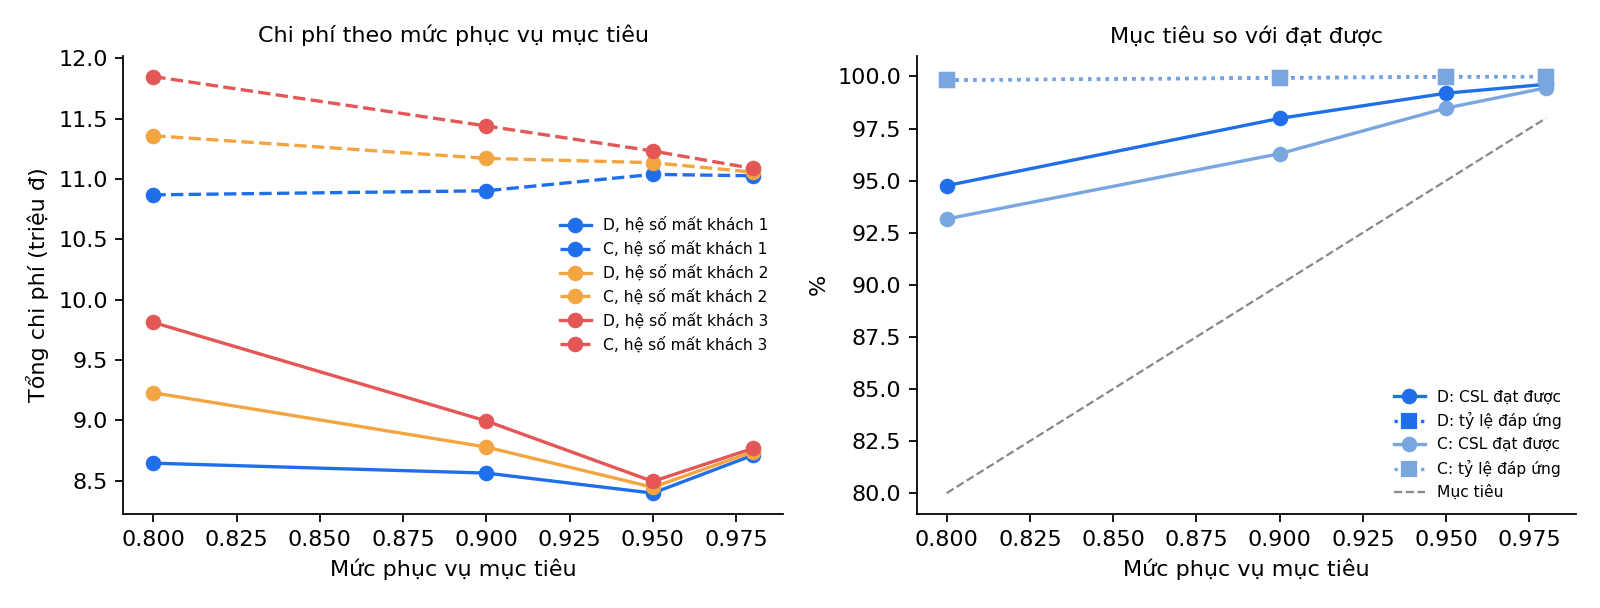 Chi phí theo mức phục vụ mục tiêu
Tổng chi phí (triệu đ)
12.0
11.5
11.0
10.5
10.0
9.5
9.0
8.5
D, hệ số mất khách 1
C, hệ số mất khách 1
D, hệ số mất khách 2
C, hệ số mất khách 2
D, hệ số mất khách 3
C, hệ số mất khách 3
0.800 0.825 0.850 0.875 0.900 0.925 0.950 0.975
Mức phục vụ mục tiêu
Mục tiêu so với đạt được
%
100.0
97.5
95.0
92.5
90.0
87.5
85.0
82.5
80.0
D: CSL đạt được
D: tỷ lệ đáp ứng
C: CSL đạt được
C: tỷ lệ đáp ứng
Mục tiêu
0.800 0.825 0.850 0.875 0.900 0.925 0.950 0.975
Mức phục vụ mục tiêu